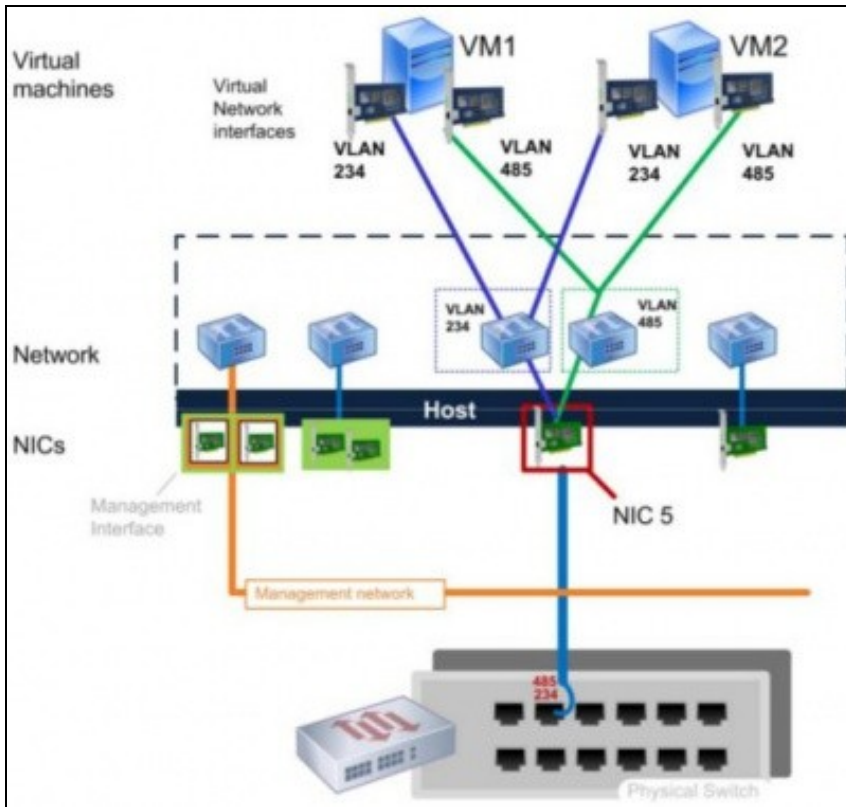 Virtual
machines
VM1
VM2
Virtual
Network
interfaces
VLAN
234
VLAN
485
VLAN
234
VLAN
485
VLAN
234
VLAN
485
Network
Host
NICs
Management
Interface
NIC 5
Management network
485
234
Physical Switch